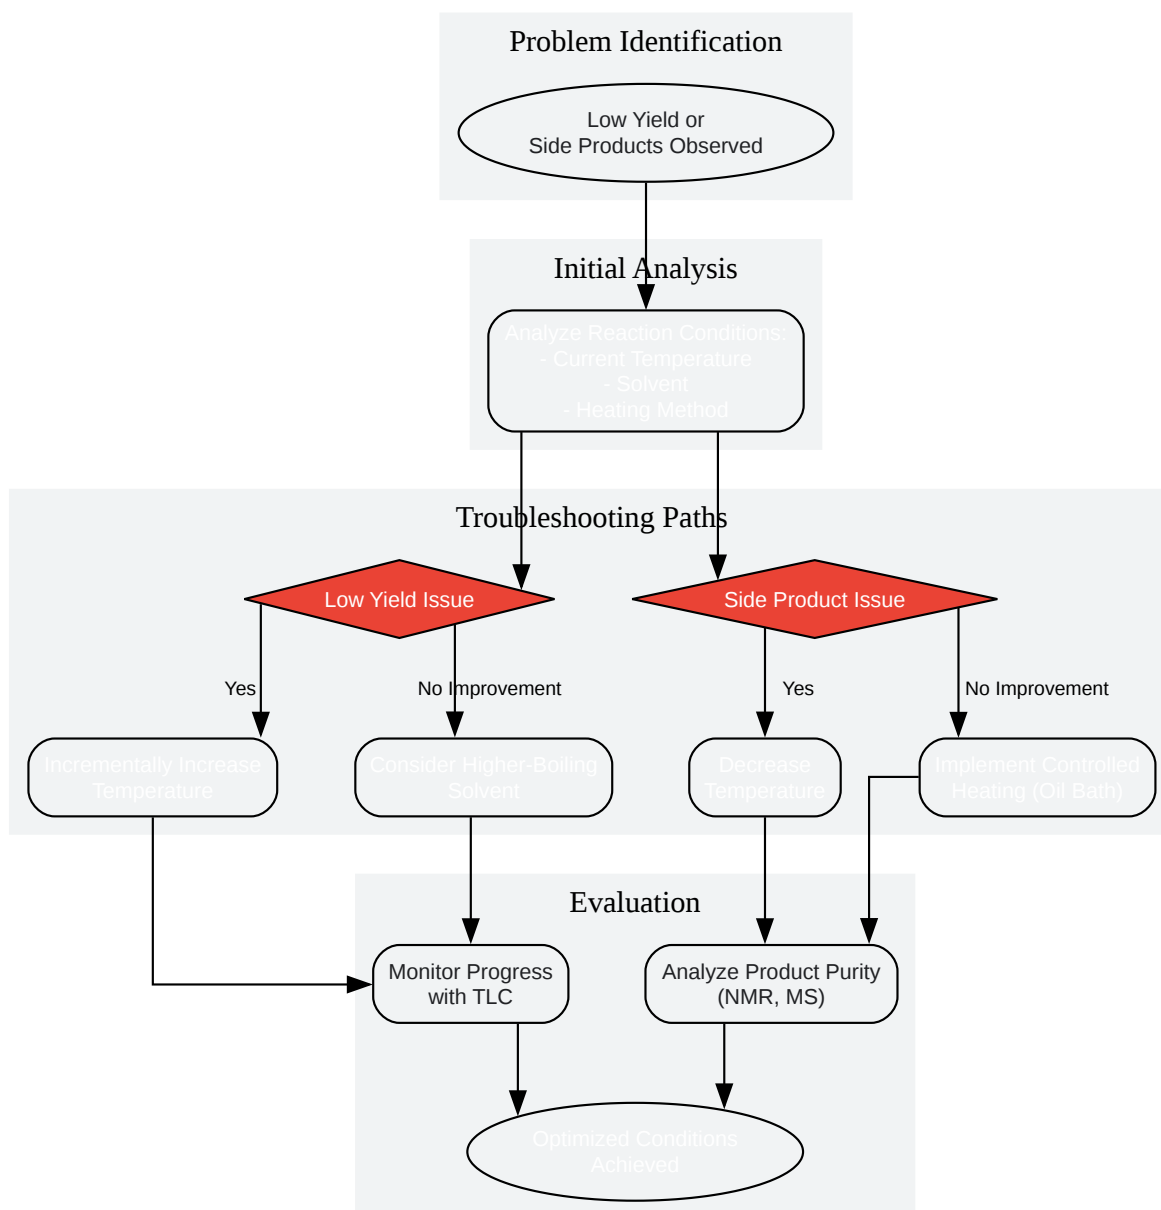 Problem Identification
Low Yield or
Side Products Observed
Initial Analysis
Analyze Reaction Conditions:
- Current Temperature
- Solvent
- Heating Method
Troubleshooting Paths
Low Yield Issue
Side Product Issue
Yes
No Improvement
Yes
No Improvement
Incrementally Increase
Temperature
Consider Higher-Boiling
Solvent
Decrease
Temperature
Implement Controlled
Heating (Oil Bath)
Evaluation
Monitor Progress
with TLC
Analyze Product Purity
(NMR, MS)
Optimized Conditions
Achieved